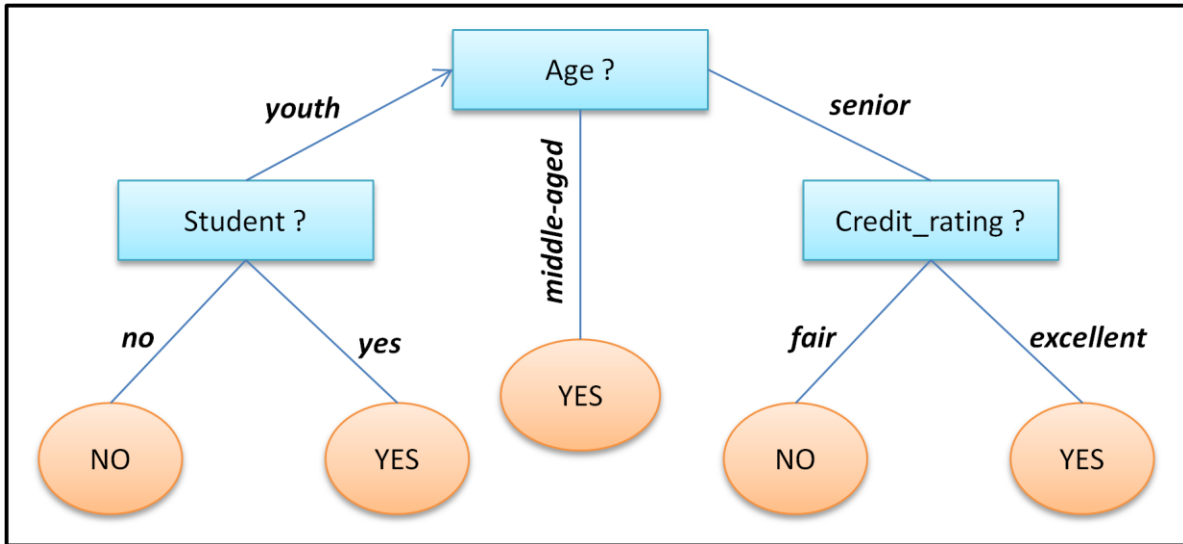 Age ?
youth
middle-aged
senior
Student ?
Credit_rating ?
no
yes
fair
excellent
NO
YES
YES
NO
YES